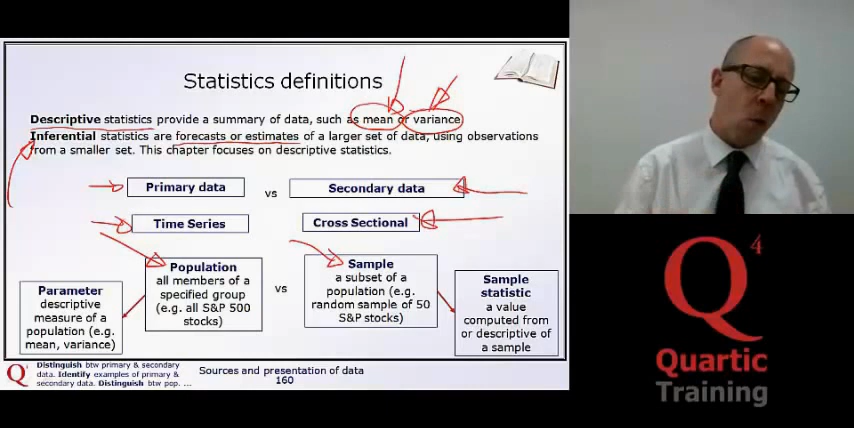 Statistics definitions
Descriptive statistics provide a summary of data, such as mean or variance.
Inferential statistics are forecasts or estimates of a larger set of data, using observations
from a smaller set. This chapter focuses on descriptive statistics.
Primary data
vs
Secondary data
Time Series
Cross Sectional
Population
all members of a
specified group
(e.g. all S&P 500
stocks)
vs
Sample
a subset of a
population (e.g.
random sample of 50
S&P stocks)
Parameter
descriptive
measure of a
population (e.g.
mean, variance)
Sample
statistic
a value
computed from
or descriptive of
a sample
Q4
Distinguish btw primary & secondary
data. Identify examples of primary &
secondary data. Distinguish btw pop. ...
Sources and presentation of data
160
Q4
Quartic
Training